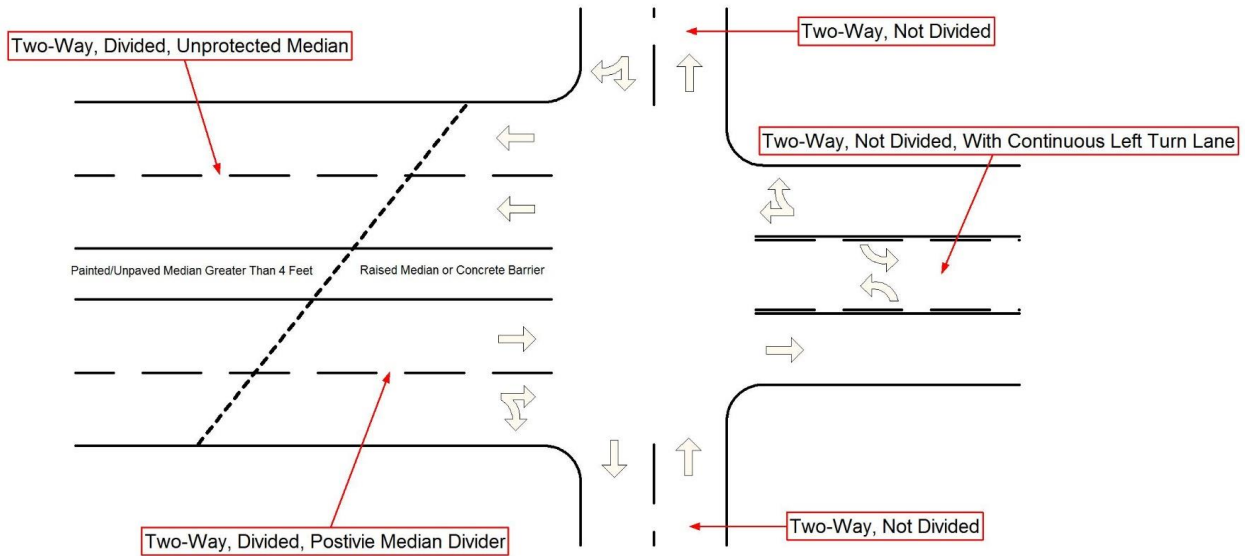 Two-Way, Not Divided
Two-Way, Divided, Unprotected Median
Two-Way, Not Divided, With Continuous Left Turn Lane
Painted/Unpaved Median Greater Than 4 Feet
Raised Median or Concrete Barrier
Two-Way, Not Divided
Two-Way, Divided, Postivie Median Divider